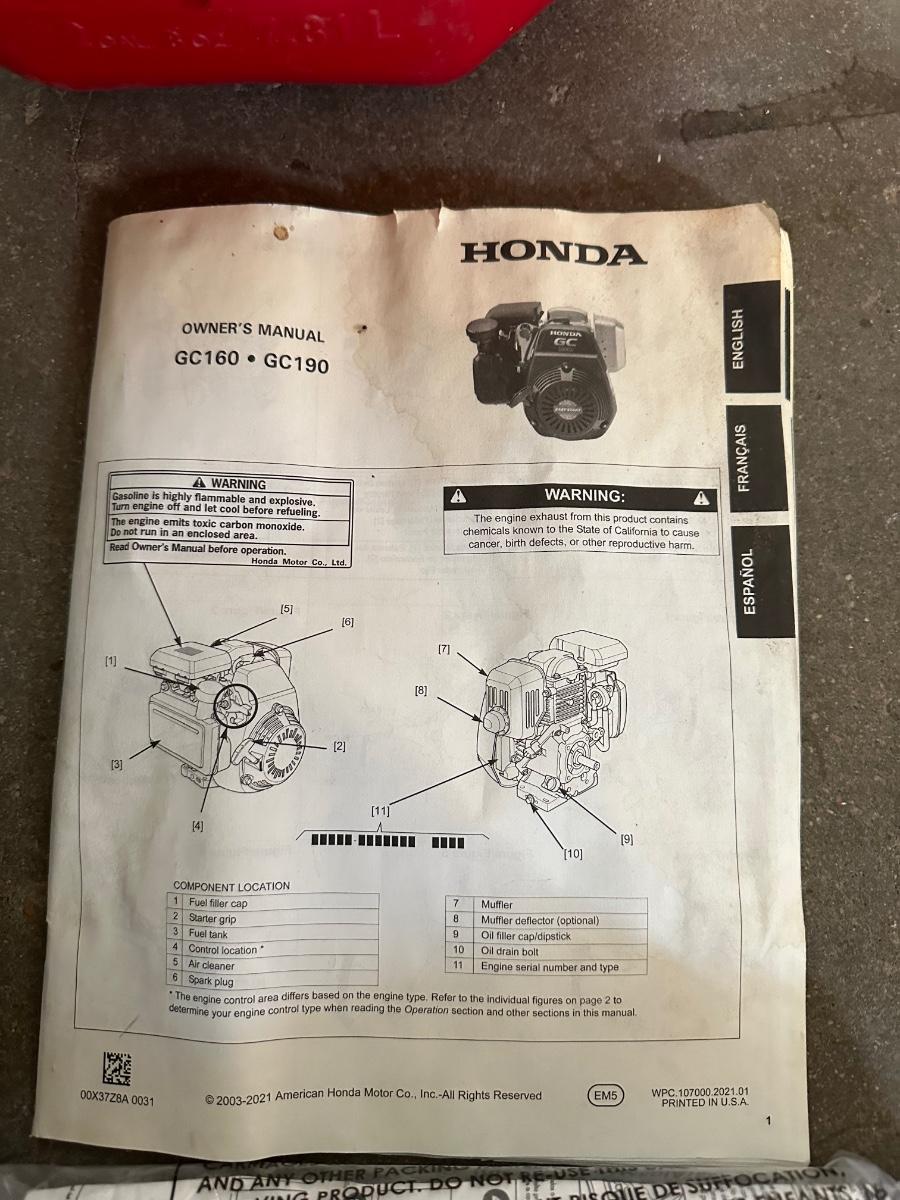 HONDA
OWNER'S MANUAL
GC160 • GC190
HONDA
GC
ENGLISH
FRANÇAIS
ESPAÑOL
⚠ WARNING
Gasoline is highly flammable and explosive.
Turn engine off and let cool before refueling.
The engine emits toxic carbon monoxide.
Do not run in an enclosed area.
Read Owner's Manual before operation.
Honda Motor Co., Ltd.
⚠ WARNING: ⚠
The engine exhaust from this product contains
chemicals known to the State of California to cause
cancer, birth defects, or other reproductive harm.
[5]
[6]
[1]
[2]
[3]
[4]
[7]
[8]
[11]
[9]
[10]
COMPONENT LOCATION
1 Fuel filler cap
2 Starter grip
3 Fuel tank
4 Control location *
5 Air cleaner
6 Spark plug
7 Muffler
8 Muffler deflector (optional)
9 Oil filler cap/dipstick
10 Oil drain bolt
11 Engine serial number and type
* The engine control area differs based on the engine type. Refer to the individual figures on page 2 to
determine your engine control type when reading the Operation section and other sections in this manual.
00X37Z8A 0031
© 2003-2021 American Honda Motor Co., Inc.-All Rights Reserved
EM5
WPC.107000.2021.01
PRINTED IN U.S.A.
1
AND ANY OTHER PACKING
PRODUCT. DO NOT RE-USE
SUFFOCATION,
RISQUE DE